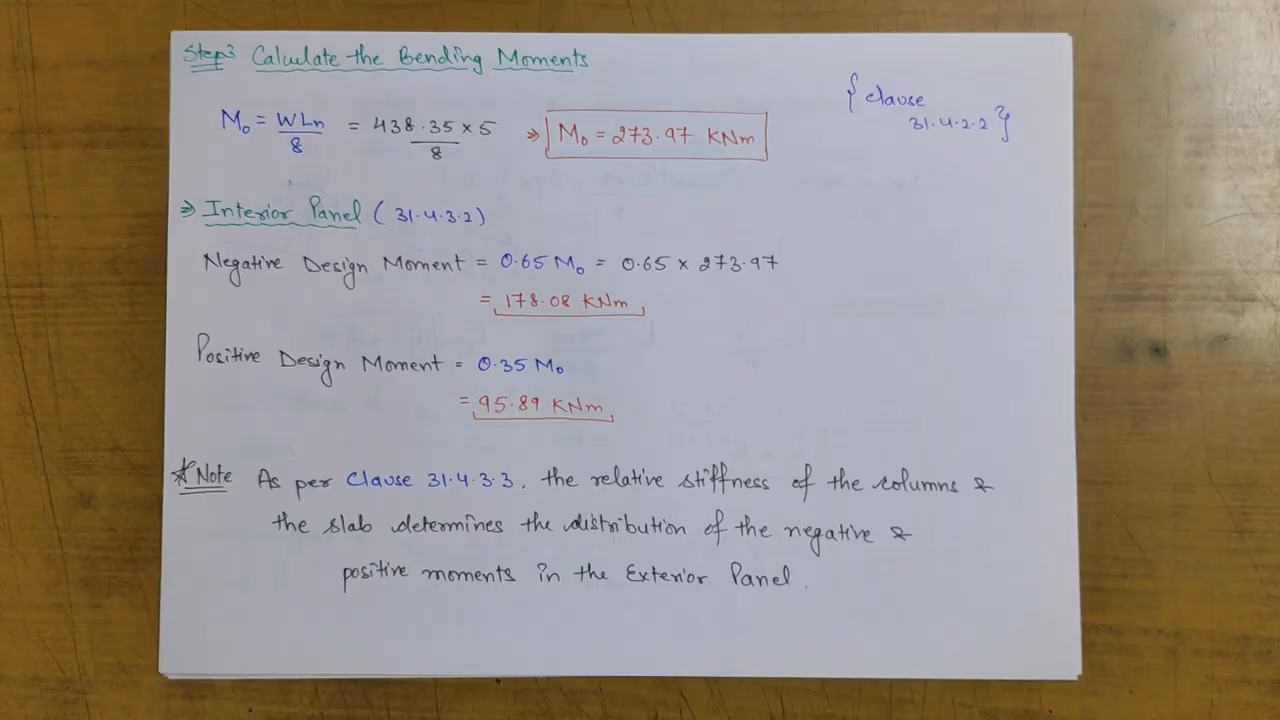 Step3 Calculate the Bending Moments
{ Clause
31.4.2.2 }
M₀ = WLn/8 = 438.35 × 5/8 ⇒ M₀ = 273.97 KNm
⇒ Interior Panel (31.4.3.2)
Negative Design Moment = 0.65 M₀ = 0.65 × 273.97
= 178.08 KNm
Positive Design Moment = 0.35 M₀
= 95.89 KNm
*Note As per Clause 31.4.3.3, the relative stiffness of the columns &
the slab determines the distribution of the negative &
positive moments in the Exterior Panel.